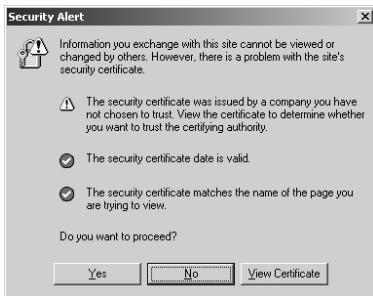 Security Alert
Information you exchange with this site cannot be viewed or
changed by others. However, there is a problem with the site's
security certificate.
The security certificate was issued by a company you have
not chosen to trust. View the certificate to determine whether
you want to trust the certifying authority.
The security certificate date is valid.
The security certificate matches the name of the page you
are trying to view.
Do you want to proceed?
Yes No View Certificate